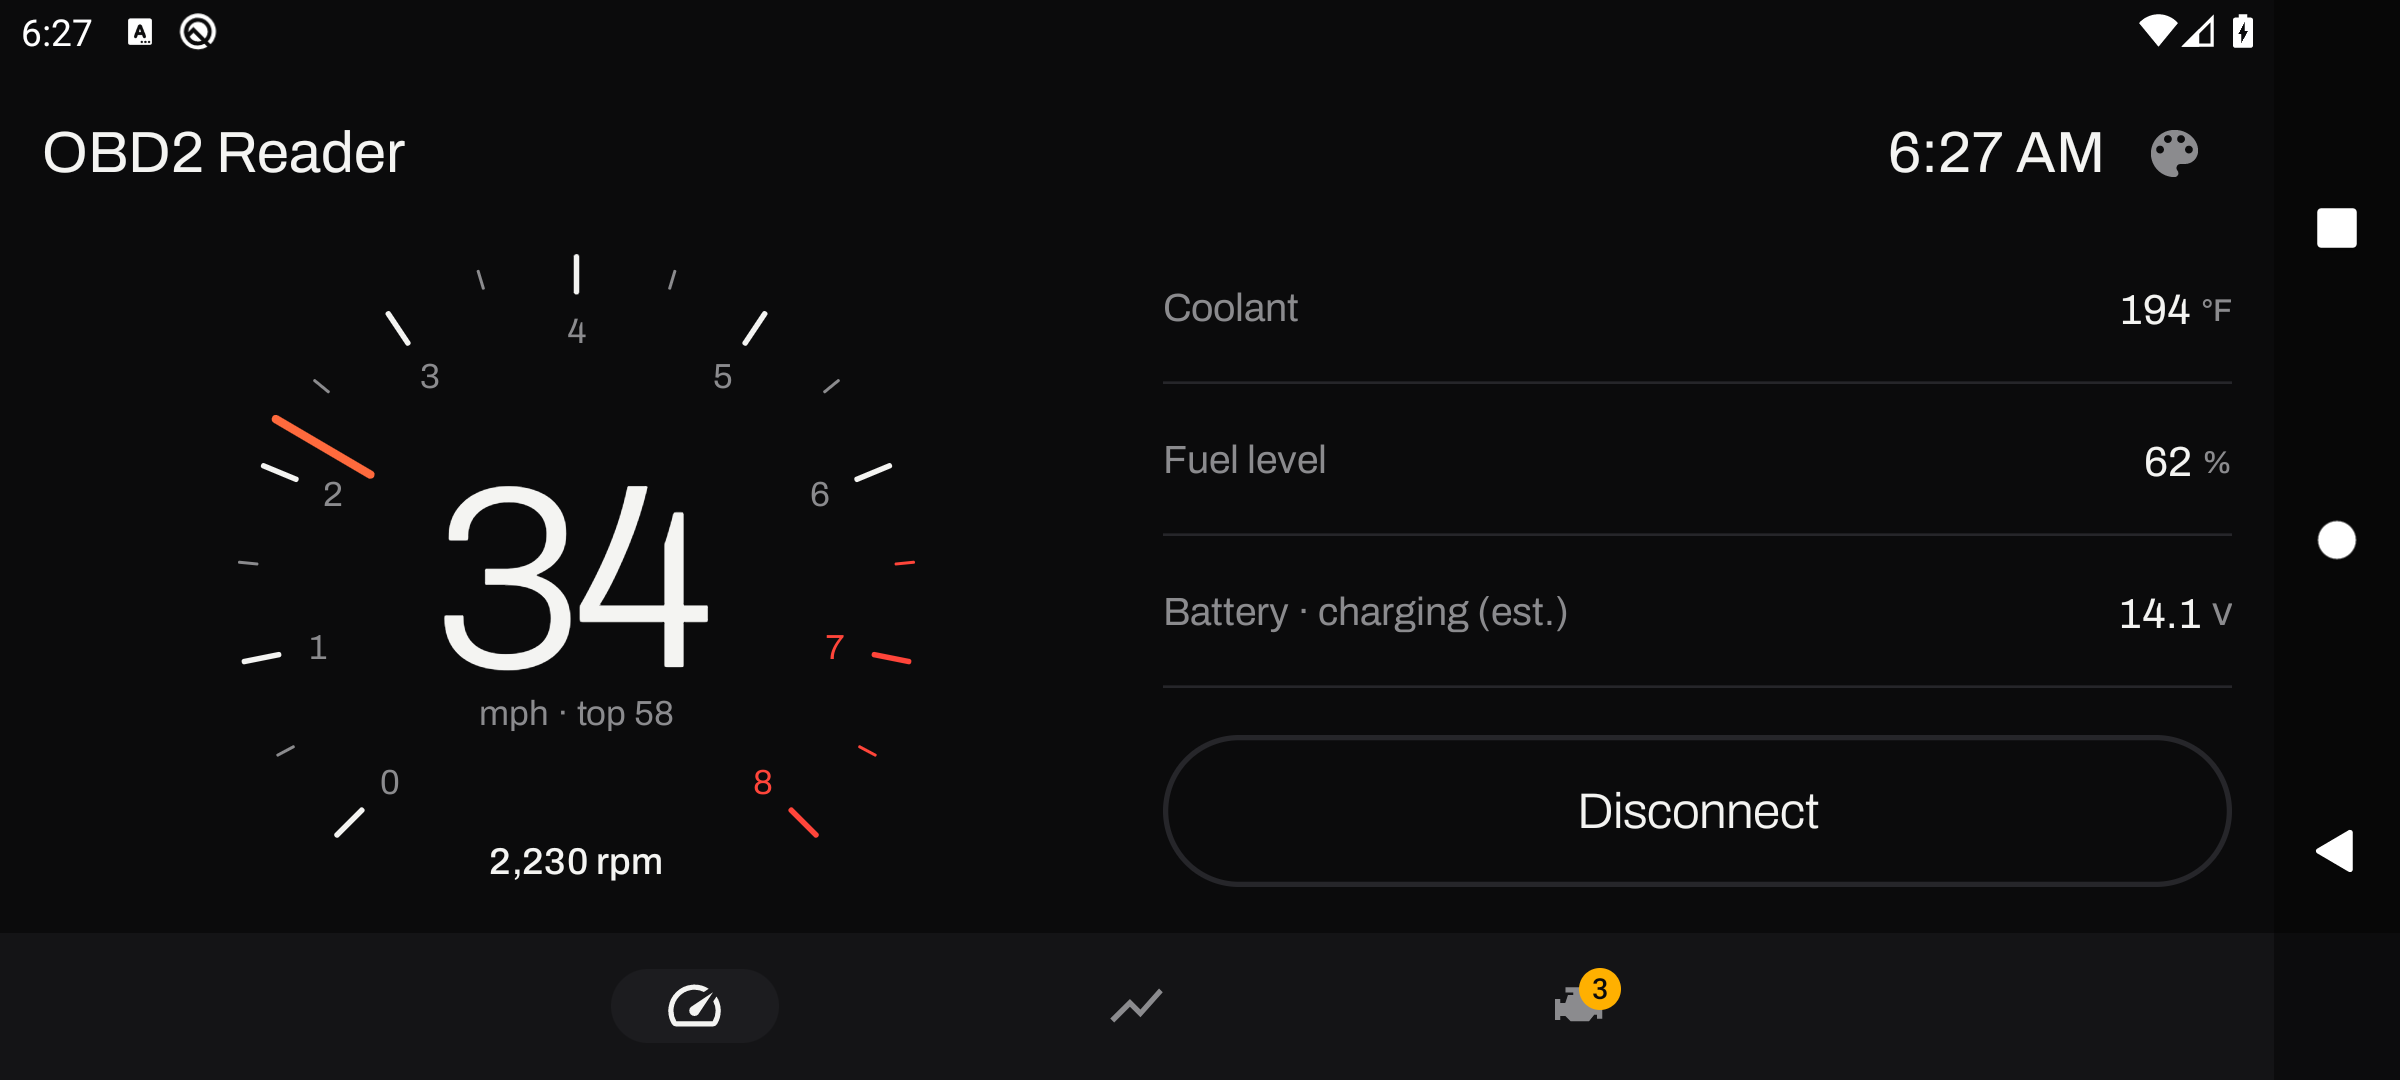 6:27
OBD2 Reader
6:27 AM
4
3
5
2
6
1
7
0
8
34
mph · top 58
2,230 rpm
Coolant
194 °F
Fuel level
62 %
Battery · charging (est.)
14.1 V
Disconnect
3